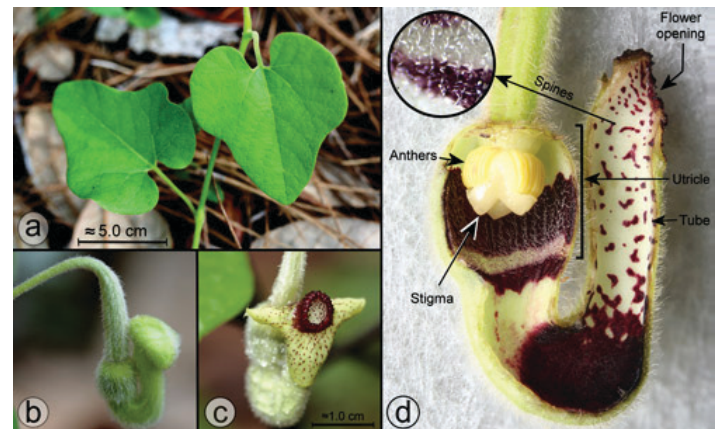 a
≈ 5.0 cm
b
c
≈1.0 cm
d
Flower
opening
Spines
Anthers
Utricle
Tube
Stigma